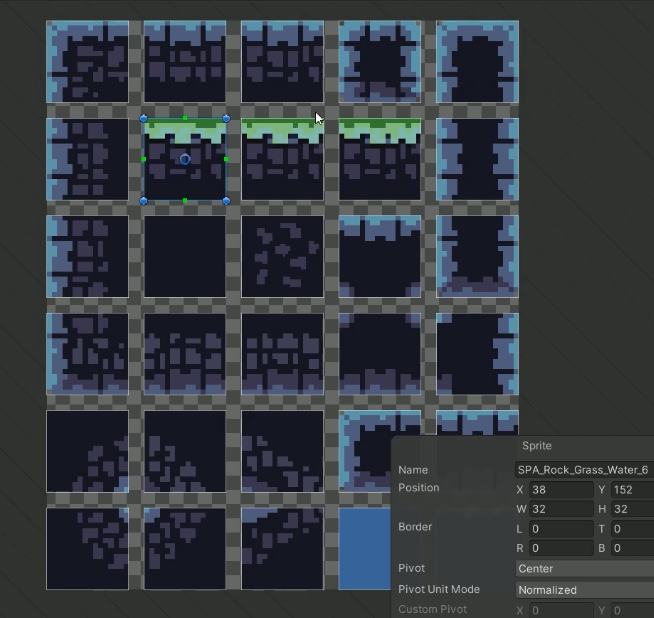 Sprite
Name SPA_Rock_Grass_Water_6
Position X 38 Y 152
W 32 H 32
Border L 0 T 0
R 0 B 0
Pivot Center
Pivot Unit Mode Normalized
Custom Pivot X 0 Y 0